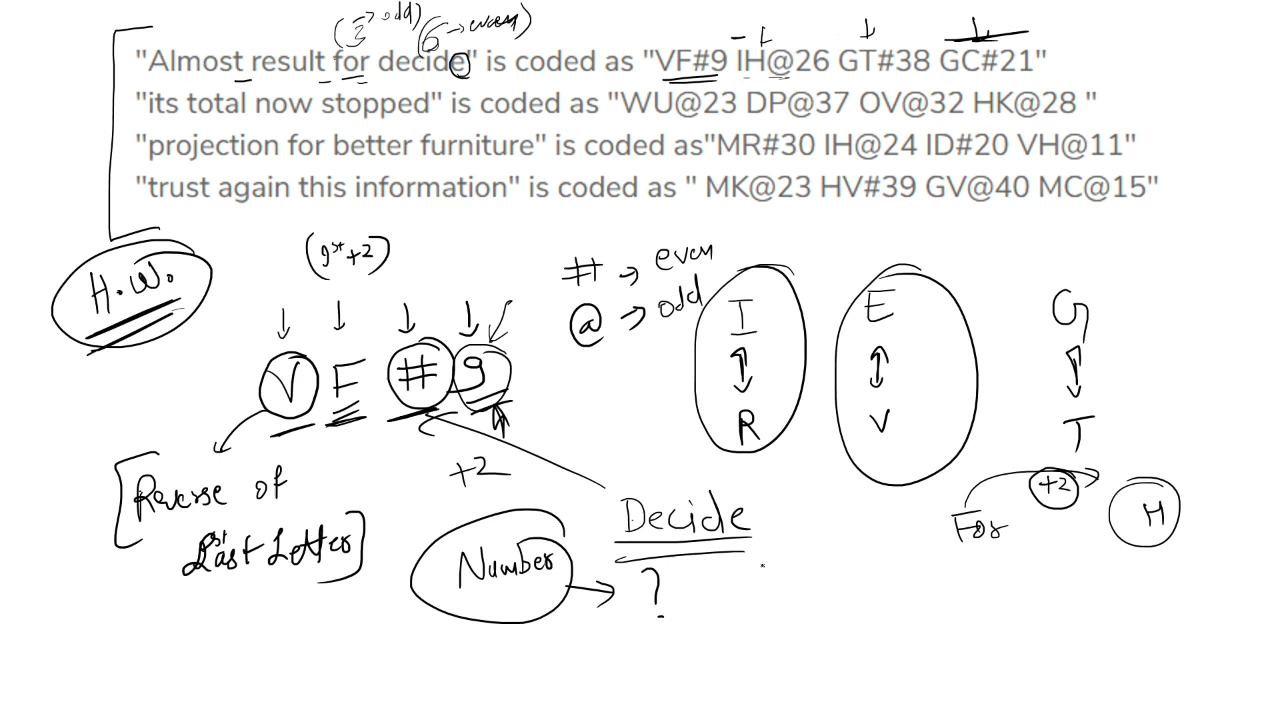 (3→odd) (6→even)
"Almost result for decide" is coded as "VF#9 IH@26 GT#38 GC#21"
"its total now stopped" is coded as "WU@23 DP@37 OV@32 HK@28 "
"projection for better furniture" is coded as"MR#30 IH@24 ID#20 VH@11"
"trust again this information" is coded as " MK@23 HV#39 GV@40 MC@15"
H.W.
(9st +2)
# → even
@ → odd
I E G
V F # 9
R V T
+2
+2
Reverse of
Last Letter
Decide
For
H
Number
?